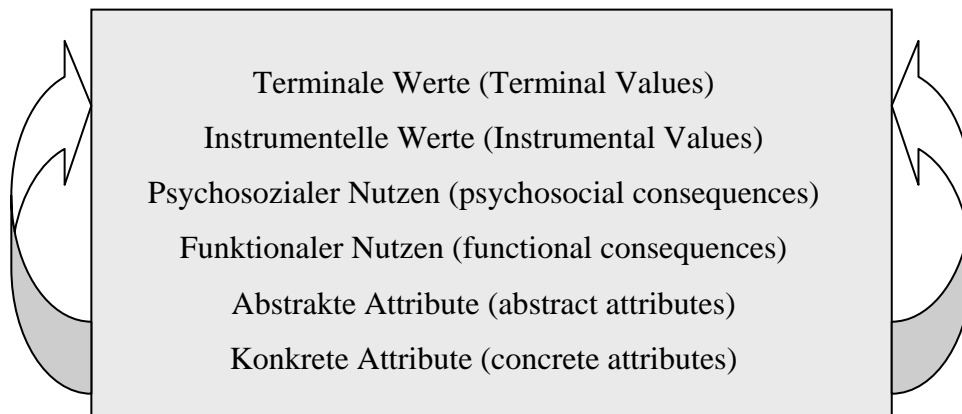 Terminale Werte (Terminal Values)
Instrumentelle Werte (Instrumental Values)
Psychosozialer Nutzen (psychosocial consequences)
Funktionaler Nutzen (functional consequences)
Abstrakte Attribute (abstract attributes)
Konkrete Attribute (concrete attributes)